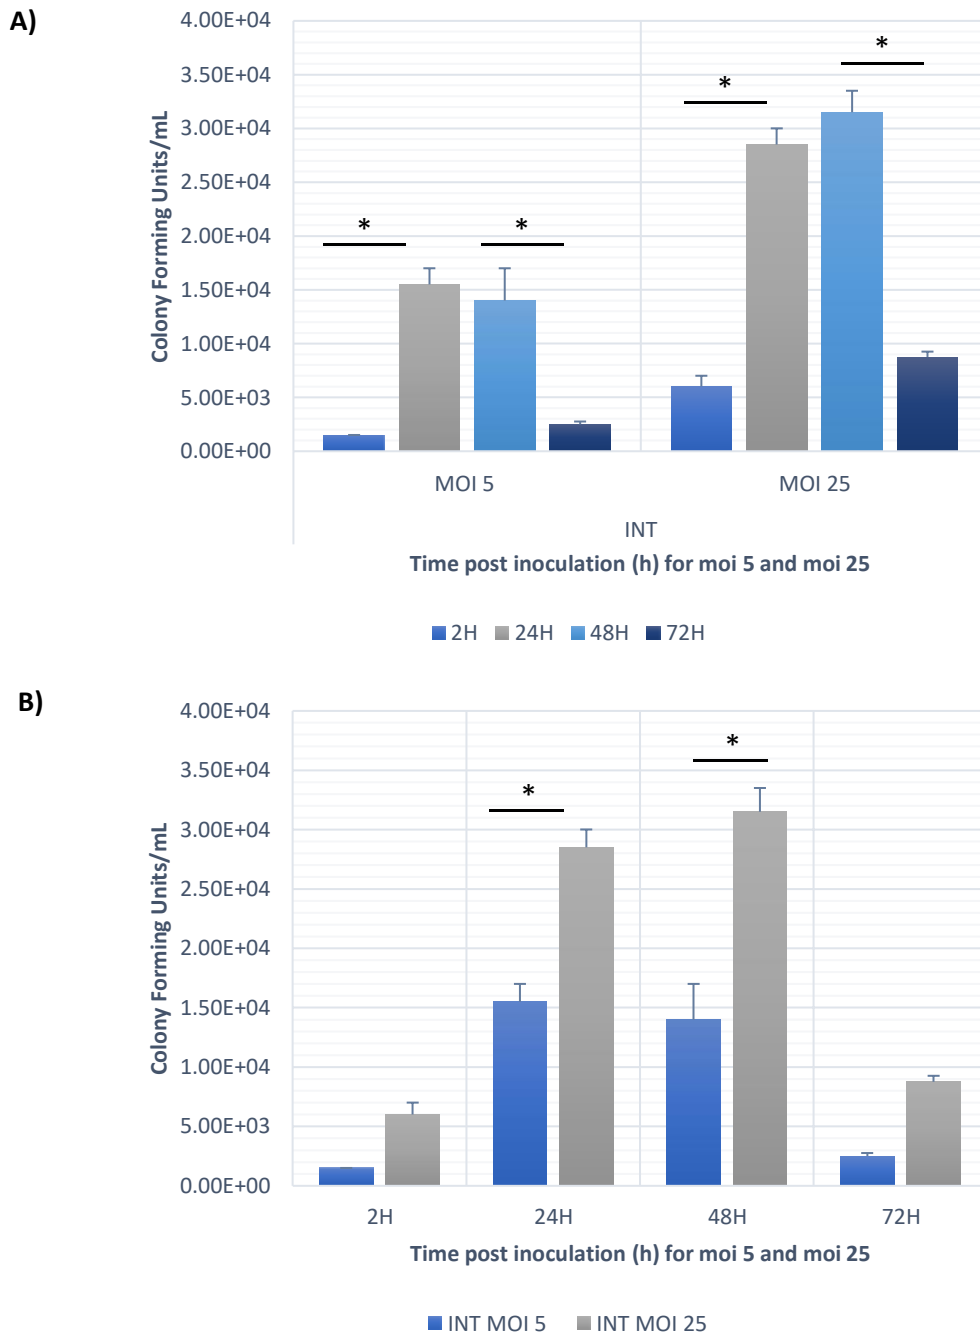 A)
4.00E+04
3.50E+04
3.00E+04
2.50E+04
2.00E+04
1.50E+04
1.00E+04
5.00E+03
0.00E+00
Colony Forming Units/mL
* * * *
MOI 5 MOI 25
INT
Time post inoculation (h) for moi 5 and moi 25
2H 24H 48H 72H
B)
4.00E+04
3.50E+04
3.00E+04
2.50E+04
2.00E+04
1.50E+04
1.00E+04
5.00E+03
0.00E+00
Colony Forming Units/mL
* *
2H 24H 48H 72H
Time post inoculation (h) for moi 5 and moi 25
INT MOI 5 INT MOI 25